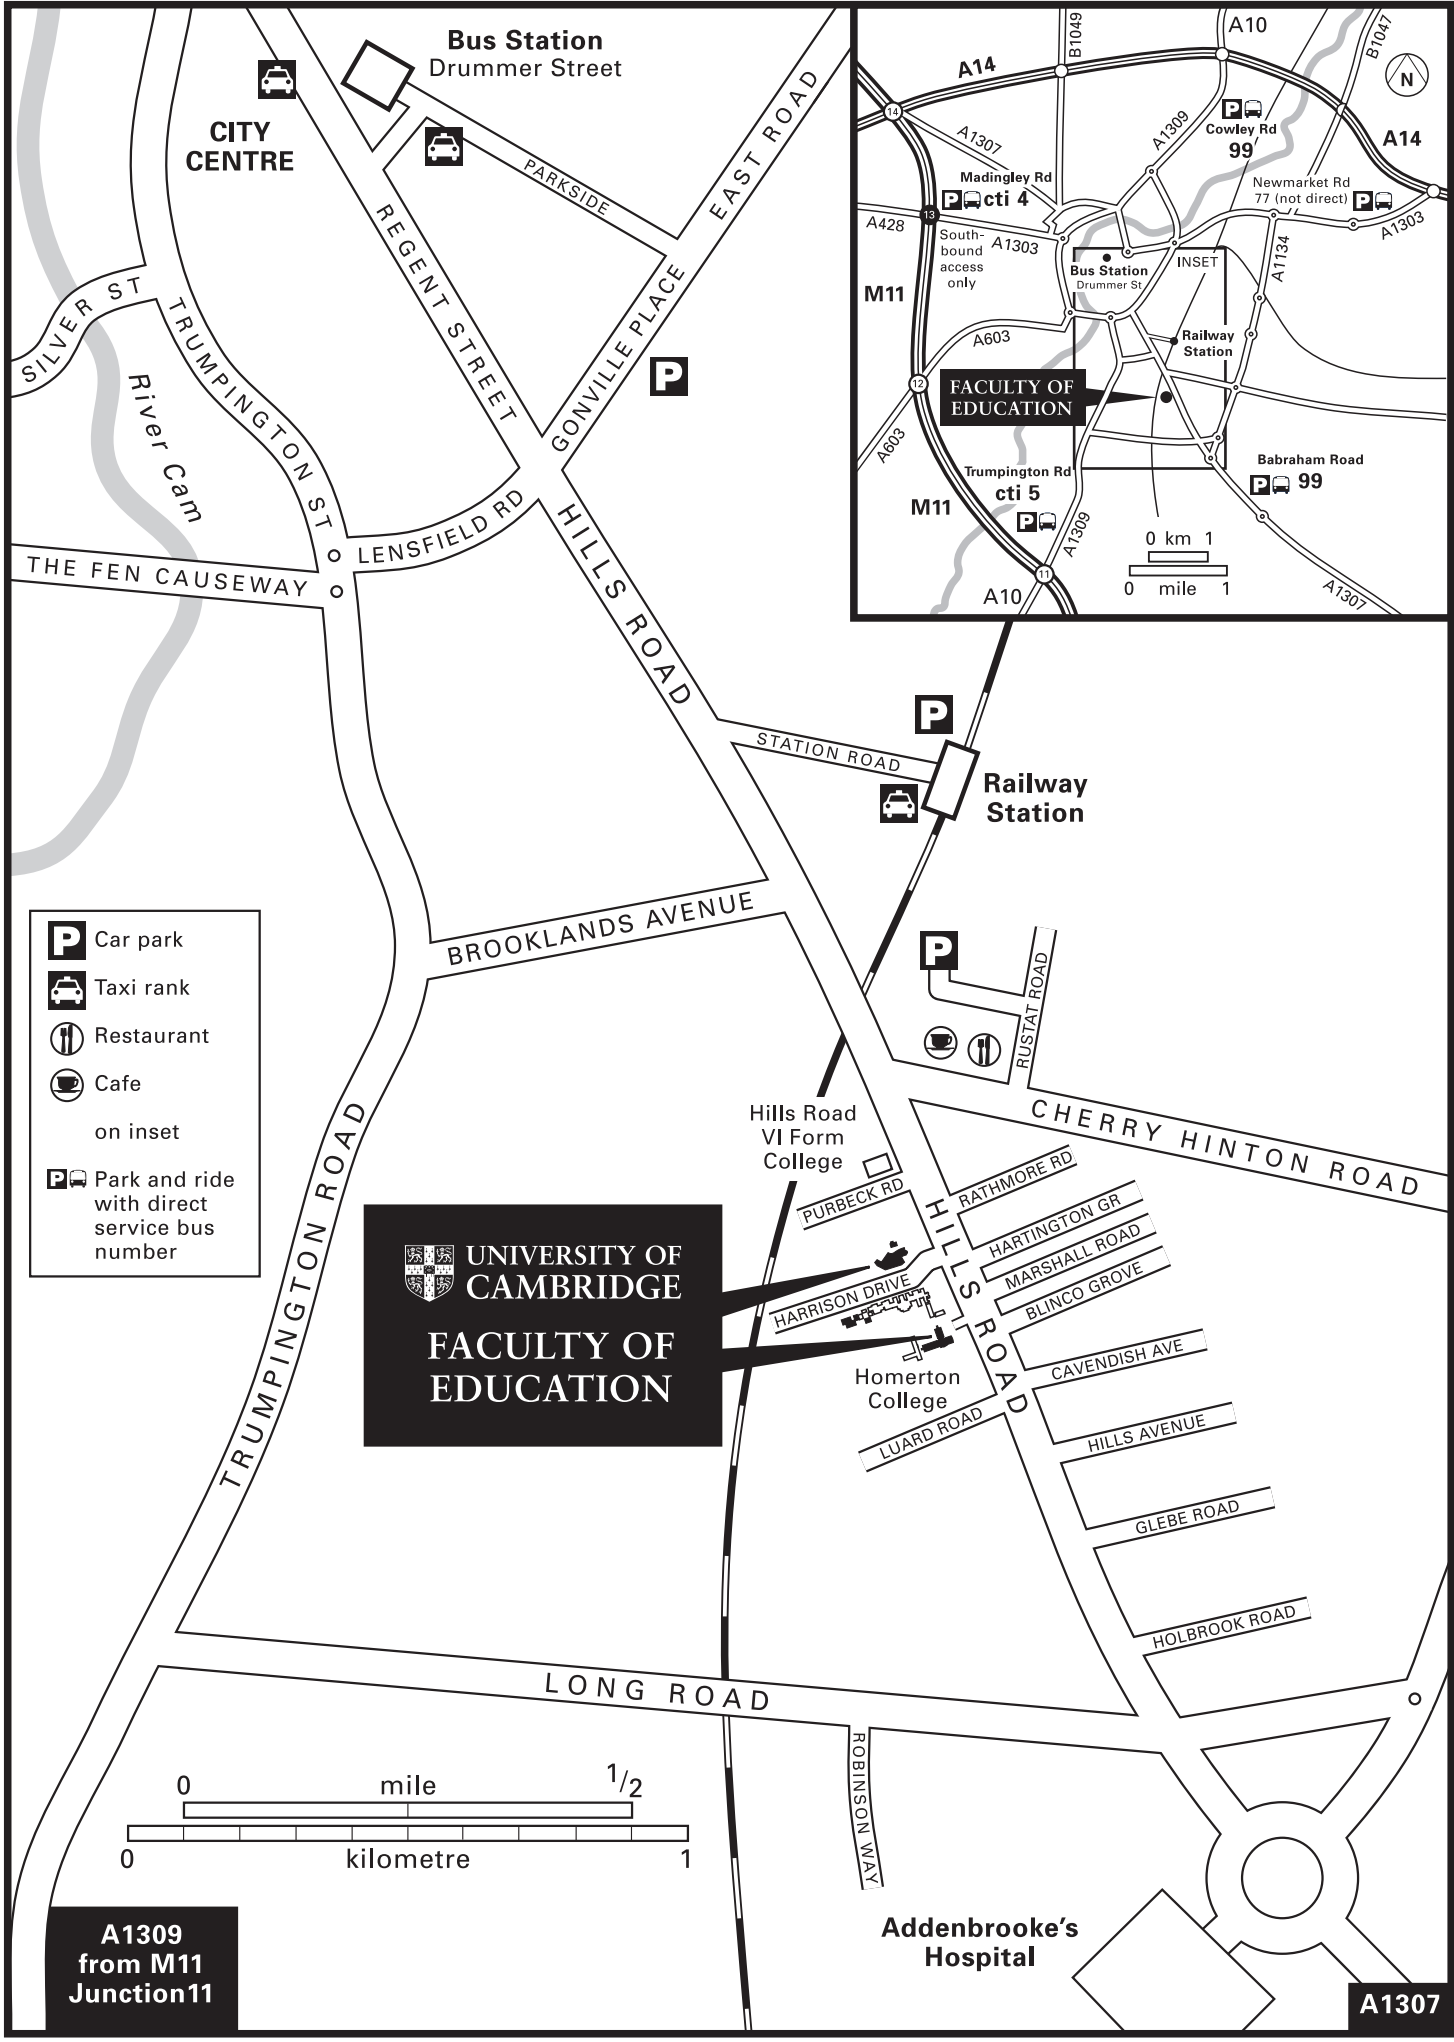 Bus Station
Drummer Street
CITY
CENTRE
PARKSIDE
EAST ROAD
REGENT STREET
GONVILLE PLACE
P
SILVER ST
TRUMPINGTON ST
River Cam
LENSFIELD RD
THE FEN CAUSEWAY
HILLS ROAD
P
STATION ROAD
Railway
Station
BROOKLANDS AVENUE
P Car park
Taxi rank
Restaurant
Cafe
on inset
P Park and ride
with direct
service bus
number
P
RUSTAT ROAD
CHERRY HINTON ROAD
Hills Road
VI Form
College
PURBECK RD
RATHMORE RD
HARTINGTON GR
MARSHALL ROAD
BLINCO GROVE
HILLS ROAD
HARRISON DRIVE
UNIVERSITY OF
CAMBRIDGE
FACULTY OF
EDUCATION
Homerton
College
CAVENDISH AVE
LUARD ROAD
HILLS AVENUE
GLEBE ROAD
HOLBROOK ROAD
TRUMPINGTON ROAD
LONG ROAD
ROBINSON WAY
0 mile 1/2
0 kilometre 1
Addenbrooke's
Hospital
A1309
from M11
Junction11
A1307
B1049
A10
B1047
N
A14
14
A1307
A1309
P
Cowley Rd
99
A14
Madingley Rd
P cti 4
Newmarket Rd
77 (not direct) P
A428
13
South-
bound
access
only
A1303
A1303
A1134
INSET
Bus Station
Drummer St
M11
A603
Railway
Station
12
FACULTY OF
EDUCATION
A603
Trumpington Rd
cti 5
P
Babraham Road
P 99
M11
A1309
0 km 1
0 mile 1
11
A10
A1307